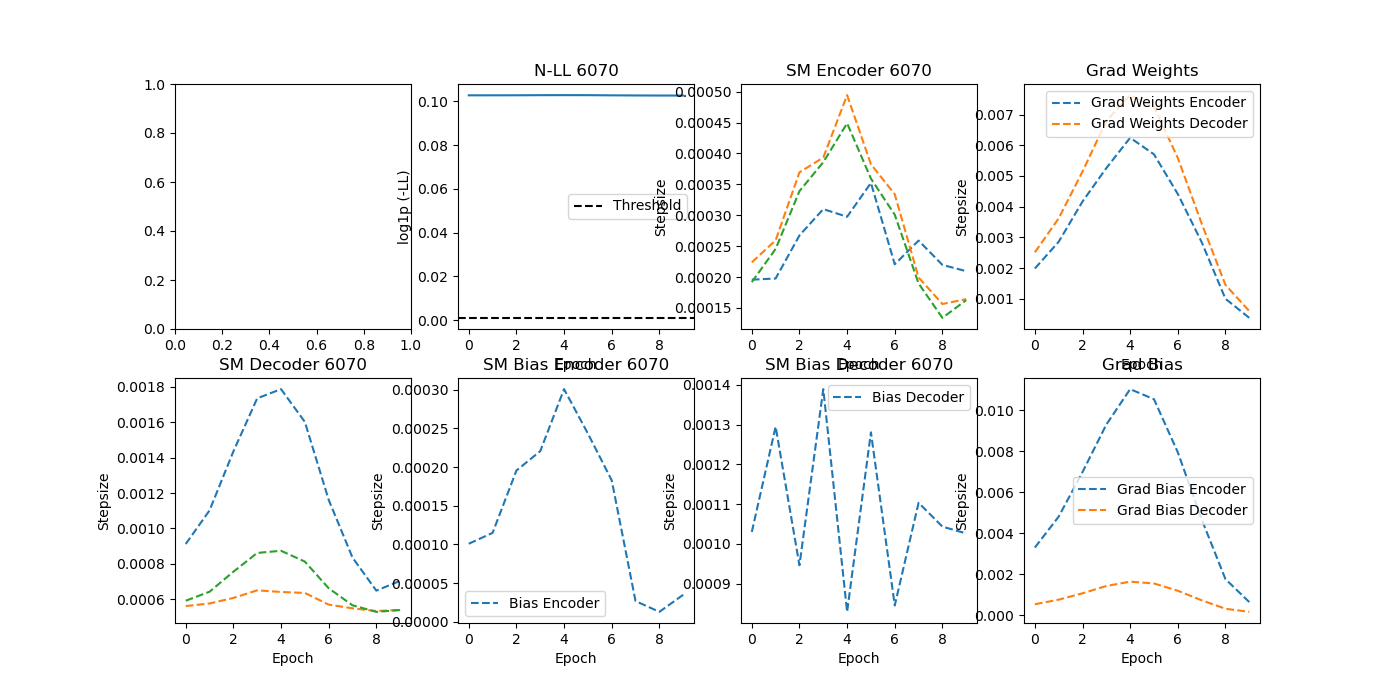 N-LL 6070
SM Encoder 6070
Grad Weights
1.0
0.8
0.6
0.4
0.2
0.0
0.0 0.2 0.4 0.6 0.8 1.0
log1p (-LL)
0.10
0.08
0.06
0.04
0.02
0.00
Threshold
0 2 4 6 8
Epoch
Stepsize
0.00050
0.00045
0.00040
0.00035
0.00030
0.00025
0.00020
0.00015
0 2 4 6 8
Epoch
Stepsize
0.007
0.006
0.005
0.004
0.003
0.002
0.001
Grad Weights Encoder
Grad Weights Decoder
0 2 4 6 8
Epoch
SM Decoder 6070
SM Bias Encoder 6070
SM Bias Decoder 6070
Grad Bias
Stepsize
0.0018
0.0016
0.0014
0.0012
0.0010
0.0008
0.0006
0 2 4 6 8
Epoch
Stepsize
0.00030
0.00025
0.00020
0.00015
0.00010
0.00005
0.00000
Bias Encoder
0 2 4 6 8
Epoch
Stepsize
0.0014
0.0013
0.0012
0.0011
0.0010
0.0009
Bias Decoder
0 2 4 6 8
Epoch
Stepsize
0.010
0.008
0.006
0.004
0.002
0.000
Grad Bias Encoder
Grad Bias Decoder
0 2 4 6 8
Epoch